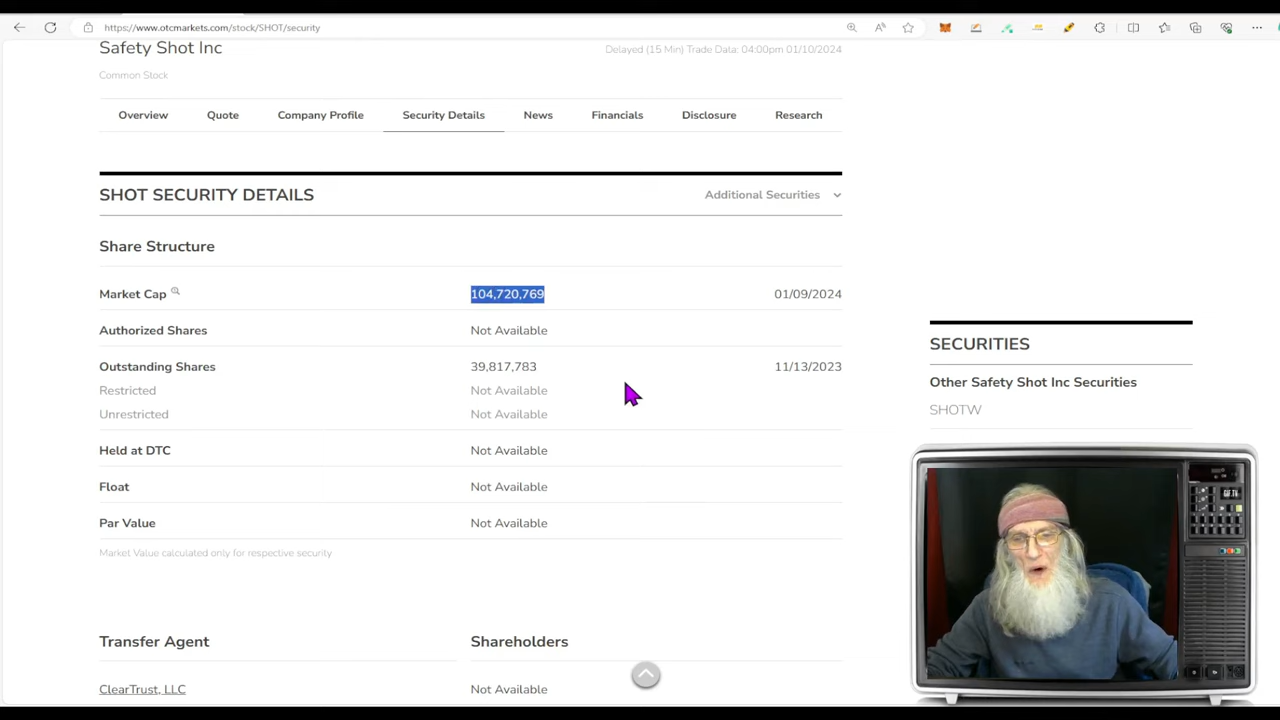 https://www.otcmarkets.com/stock/SHOT/security
Safety Shot Inc
Delayed (15 Min) Trade Data: 04:00pm 01/10/2024
Common Stock
Overview Quote Company Profile Security Details News Financials Disclosure Research
SHOT SECURITY DETAILS
Additional Securities
Share Structure
Market Cap 104,720,769 01/09/2024
Authorized Shares Not Available
Outstanding Shares 39,817,783 11/13/2023
Restricted Not Available
Unrestricted Not Available
Held at DTC Not Available
Float Not Available
Par Value Not Available
Market Value calculated only for respective security
Transfer Agent Shareholders
ClearTrust, LLC Not Available
SECURITIES
Other Safety Shot Inc Securities
SHOTW